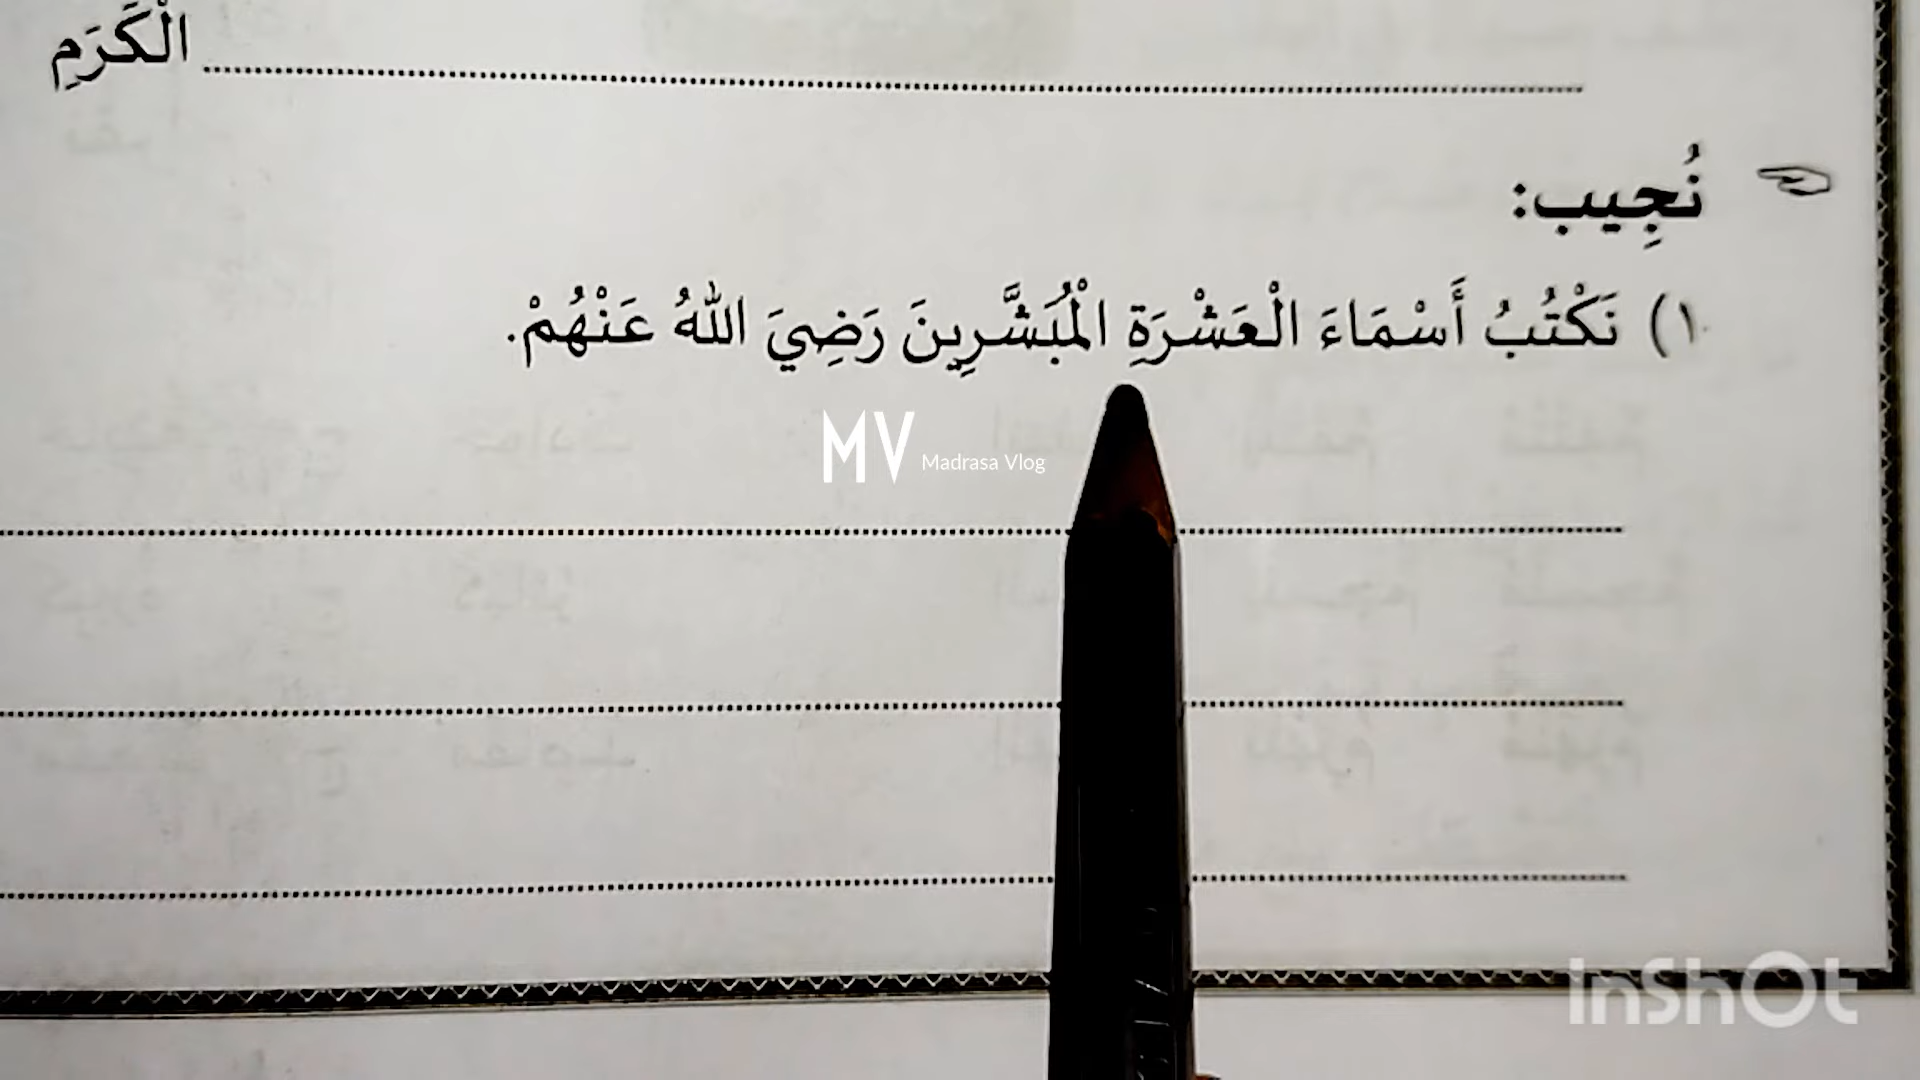 الْكَرَمِ
نُجِيب:
١) نَكْتُبُ أَسْمَاءَ الْعَشْرَةِ الْمُبَشَّرِينَ رَضِيَ اللهُ عَنْهُمْ.
MV Madrasa Vlog
InShOt